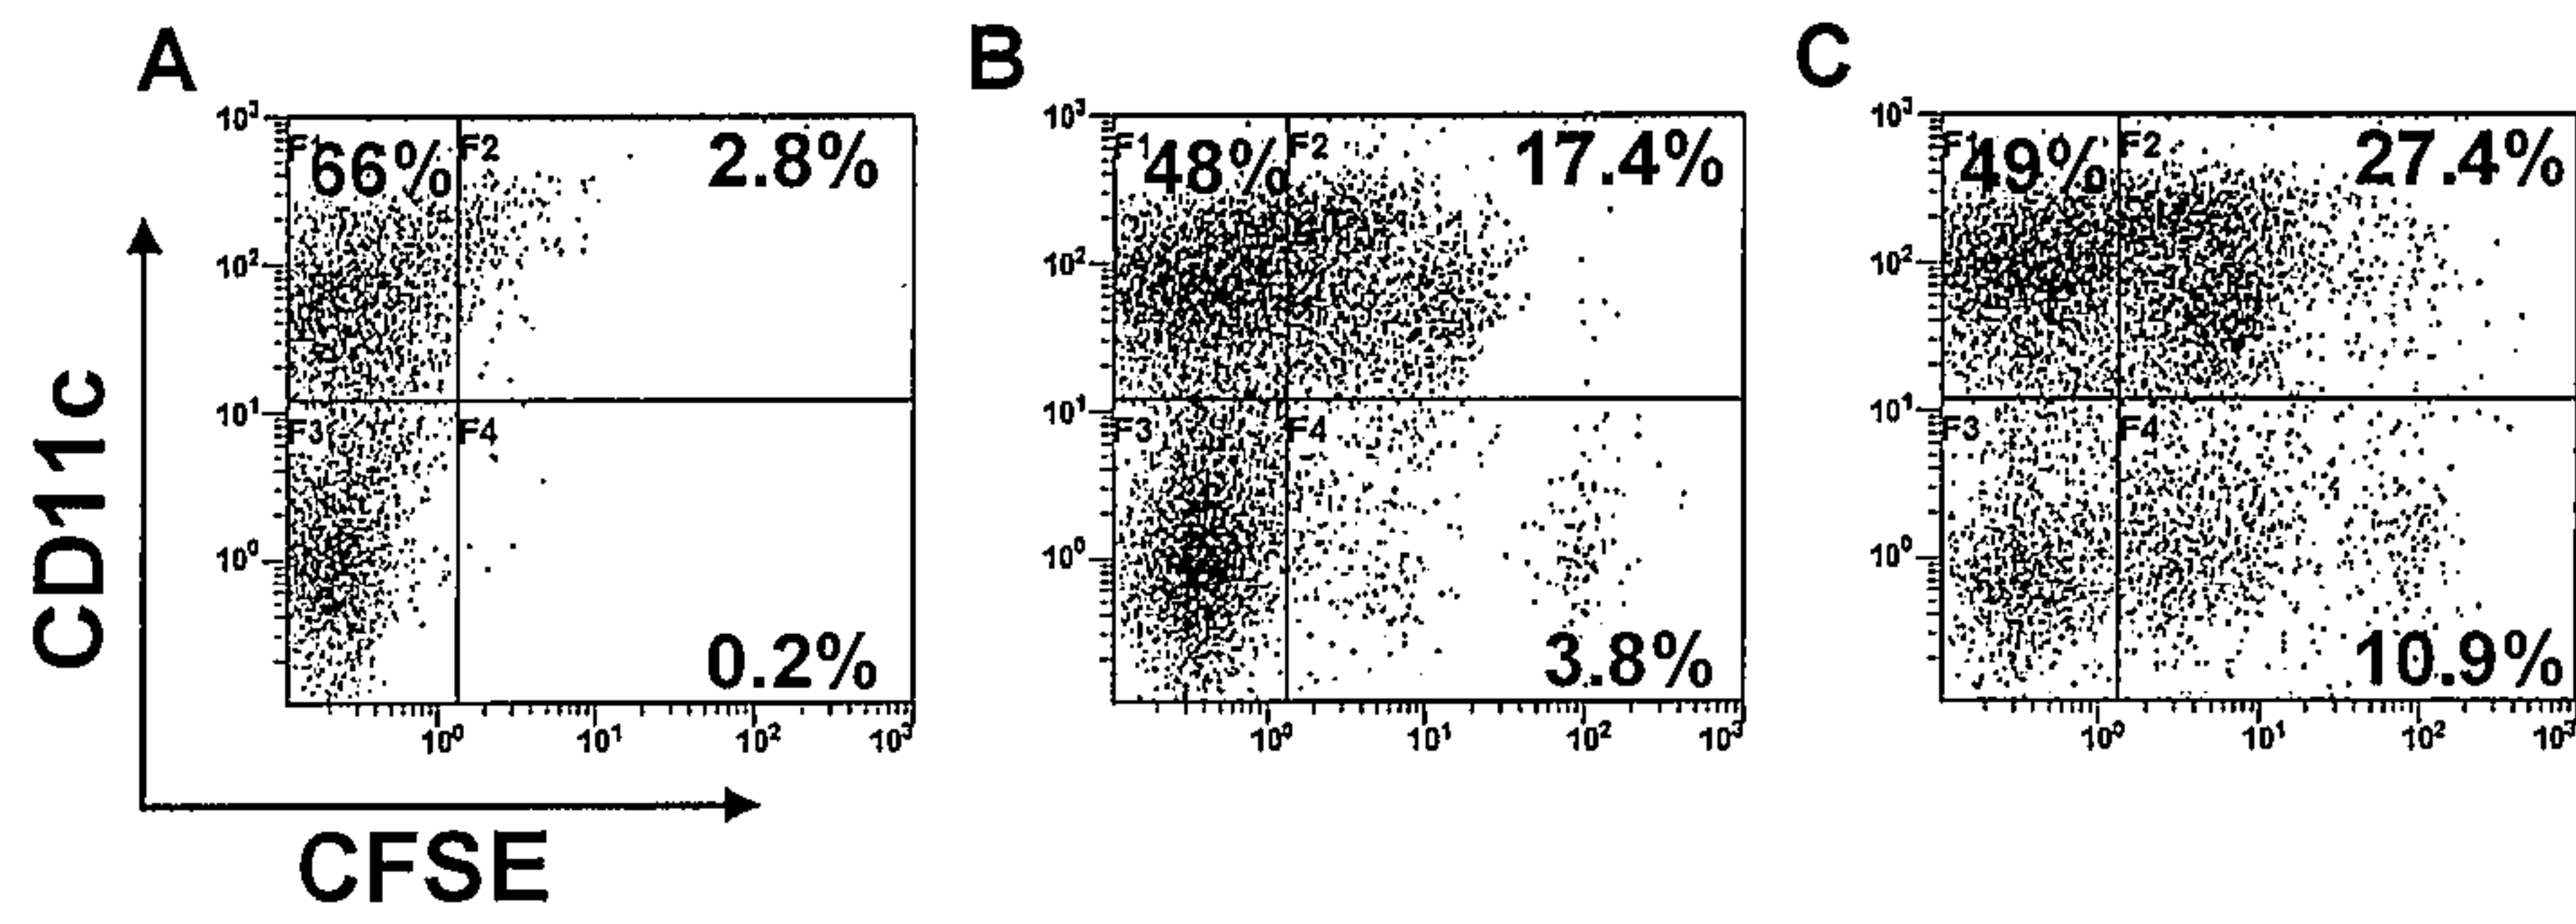 A B C
10³ 10³ 10³
F1 66% F2 2.8% F1 48% F2 17.4% F1 49% F2 27.4%
10² 10² 10²
CD11c
10¹ 10¹ 10¹
F3 F4 F3 F4 F3 F4
10⁰ 10⁰ 10⁰
0.2% 3.8% 10.9%
10⁰ 10¹ 10² 10³ 10⁰ 10¹ 10² 10³ 10⁰ 10¹ 10² 10³
CFSE